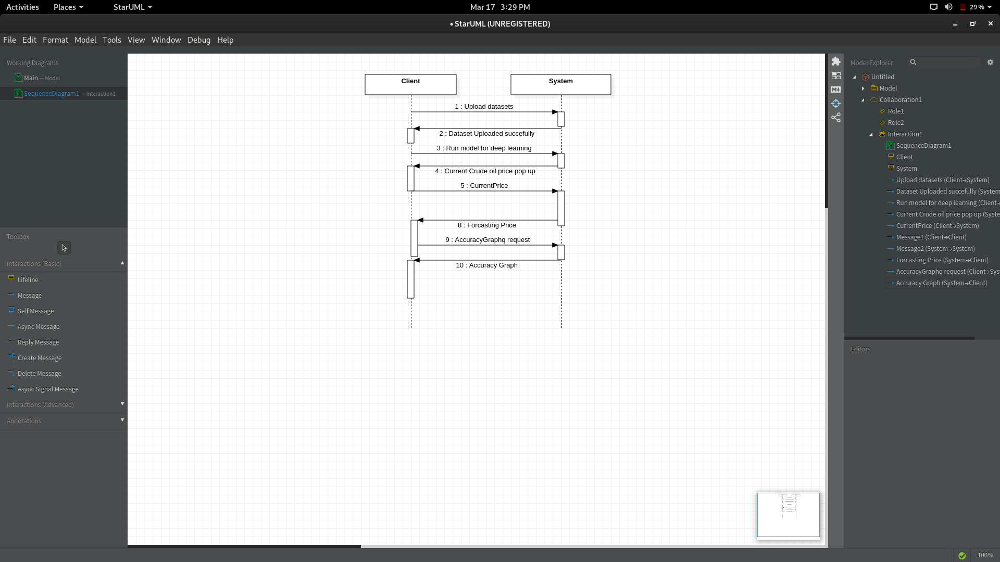 Activities Places StarUML Mar 17 3:29 PM 29 %
• StarUML (UNREGISTERED)
File Edit Format Model Tools View Window Debug Help
Working Diagrams
Main — Model
SequenceDiagram1 — Interaction1
Toolbox
Interactions (Basic)
Lifeline
Message
Self Message
Async Message
Reply Message
Create Message
Delete Message
Async Signal Message
Interactions (Advanced)
Annotations
Client System
1 : Upload datasets
2 : Dataset Uploaded succefully
3 : Run model for deep learning
4 : Current Crude oil price pop up
5 : CurrentPrice
8 : Forcasting Price
9 : AccuracyGraphq request
10 : Accuracy Graph
M
Model Explorer
Untitled
Model
Collaboration1
Role1
Role2
Interaction1
SequenceDiagram1
Client
System
Upload datasets (Client→System)
Dataset Uploaded succefully (System
Run model for deep learning (Client→
Current Crude oil price pop up (Syste
CurrentPrice (Client→System)
Message1 (Client→Client)
Message2 (System→System)
Forcasting Price (System→Client)
AccuracyGraphq request (Client→Sys
Accuracy Graph (System→Client)
Editors
100%